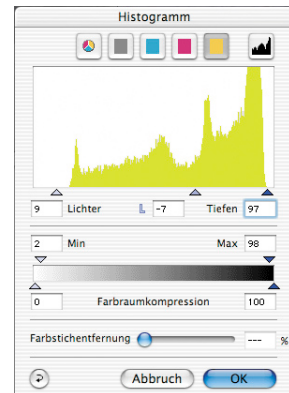 Histogramm
9 Lichter L -7 Tiefen 97
2 Min Max 98
0 Farbraumkompression 100
Farbstichentfernung --- %
Abbruch OK